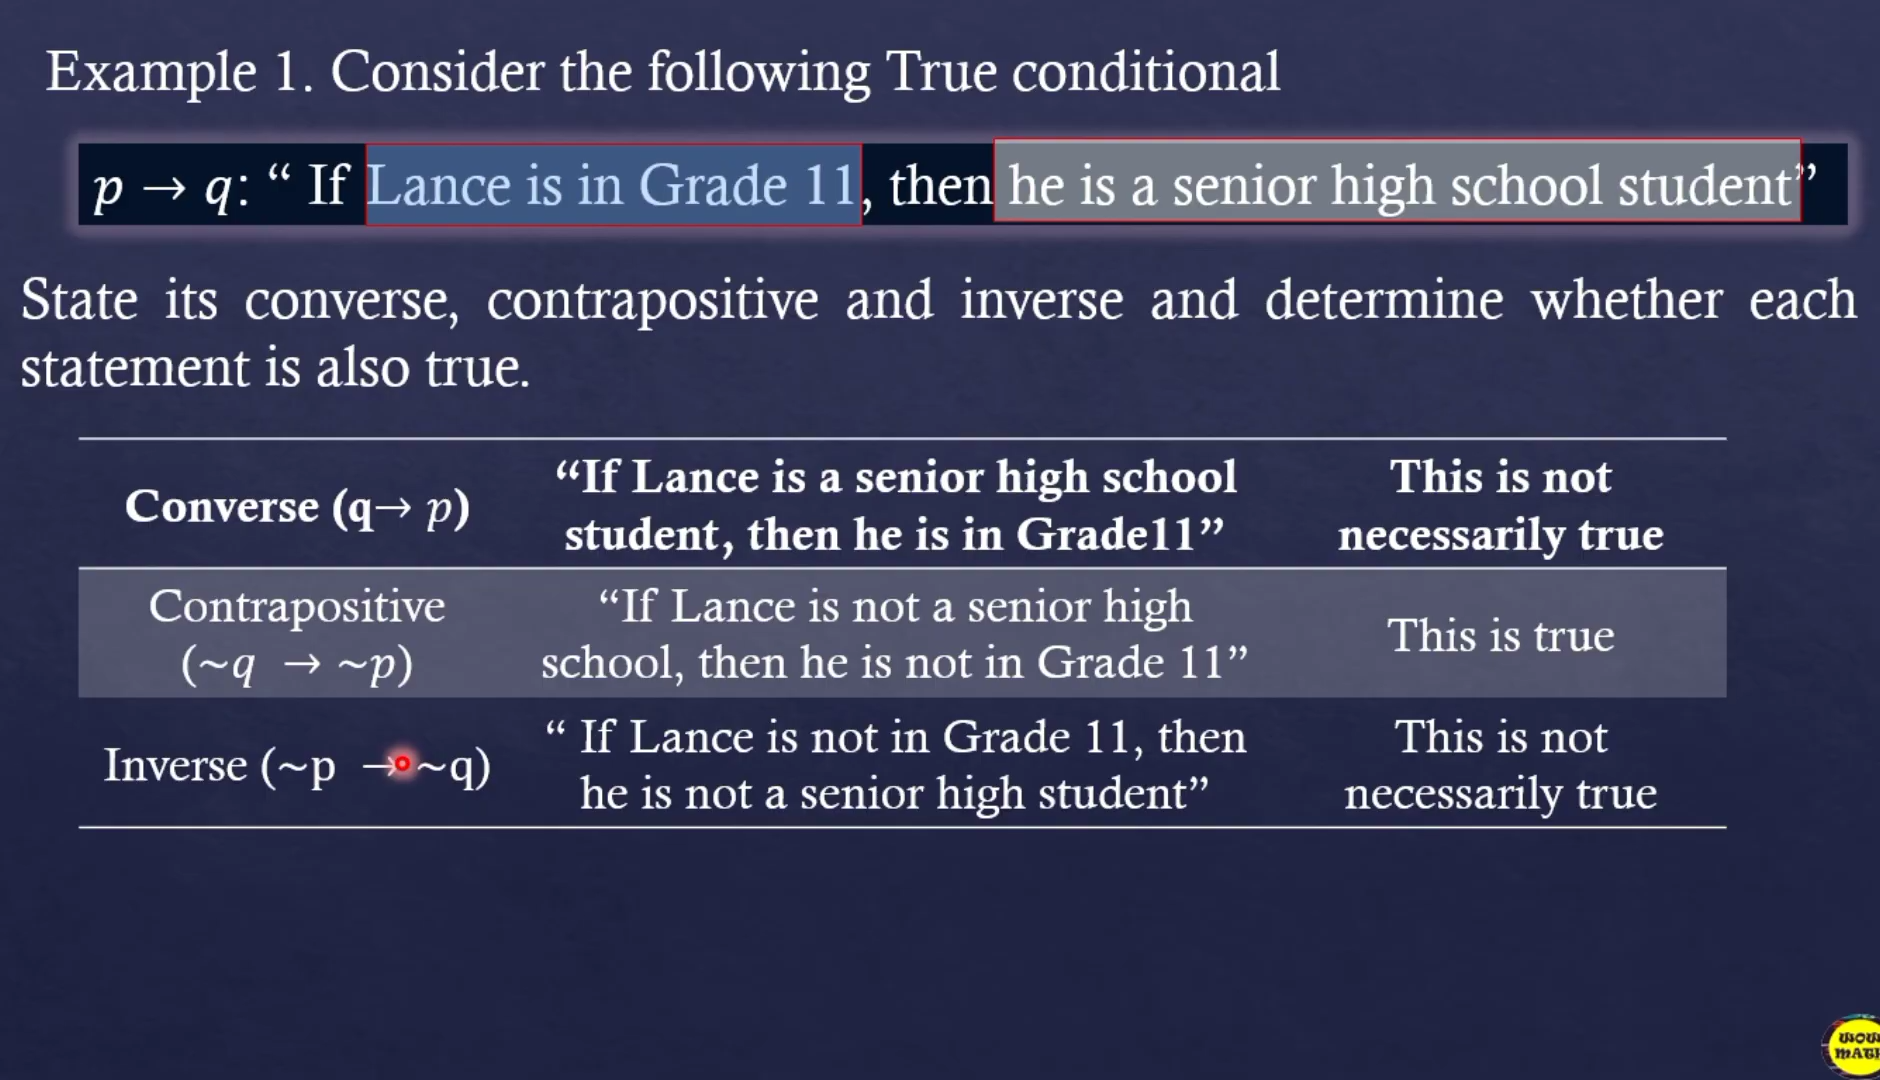 Example 1. Consider the following True conditional
p → q: “ If Lance is in Grade 11, then he is a senior high school student”
State its converse, contrapositive and inverse and determine whether each
statement is also true.
Converse (q→ p)
“If Lance is a senior high school
student, then he is in Grade11”
This is not
necessarily true
Contrapositive
(~q → ~p)
“If Lance is not a senior high
school, then he is not in Grade 11”
This is true
Inverse (~p → ~q)
“ If Lance is not in Grade 11, then
he is not a senior high student”
This is not
necessarily true
WOW
MATH